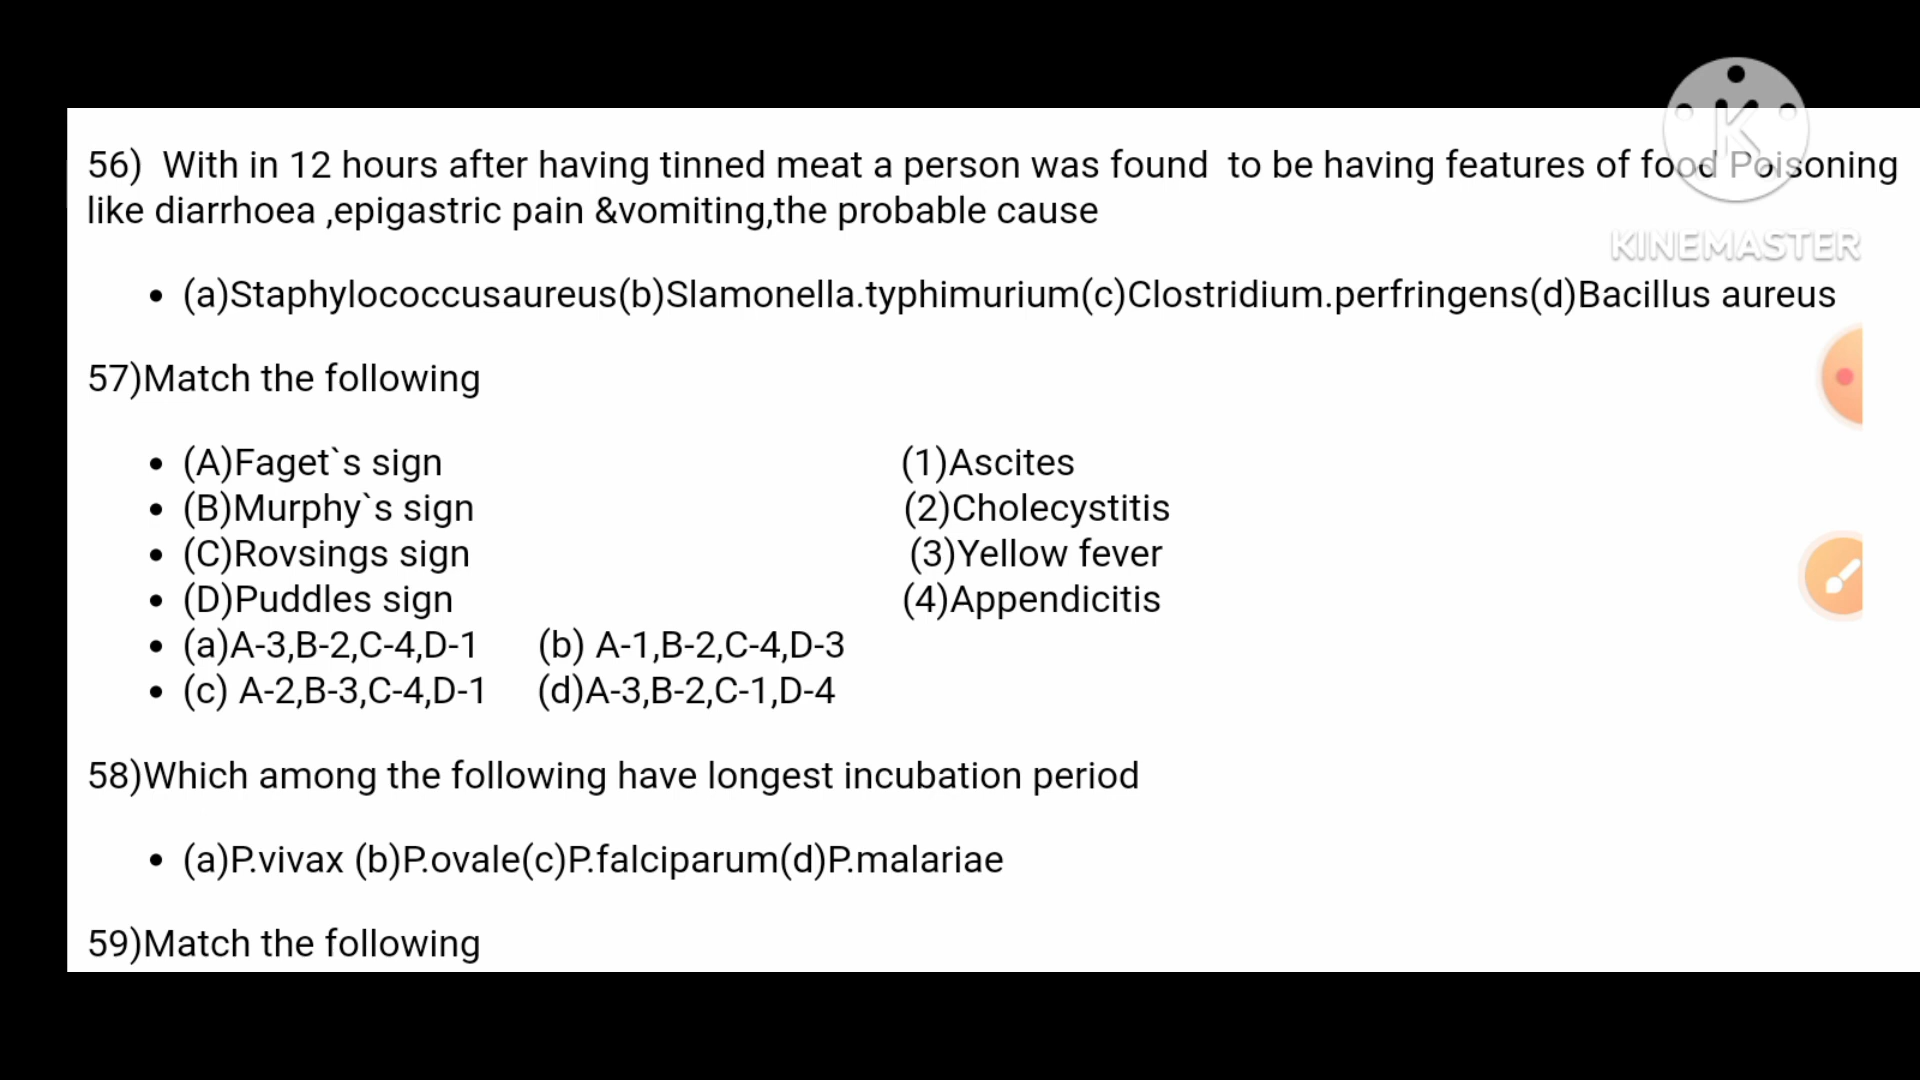 56)  With in 12 hours after having tinned meat a person was found  to be having features of food Poisoning
like diarrhoea ,epigastric pain &vomiting,the probable cause
• (a)Staphylococcusaureus(b)Slamonella.typhimurium(c)Clostridium.perfringens(d)Bacillus aureus
57)Match the following
• (A)Faget`s sign (1)Ascites
• (B)Murphy`s sign (2)Cholecystitis
• (C)Rovsings sign (3)Yellow fever
• (D)Puddles sign (4)Appendicitis
• (a)A-3,B-2,C-4,D-1 (b) A-1,B-2,C-4,D-3
• (c) A-2,B-3,C-4,D-1 (d)A-3,B-2,C-1,D-4
58)Which among the following have longest incubation period
• (a)P.vivax (b)P.ovale(c)P.falciparum(d)P.malariae
59)Match the following
K
KINEMASTER